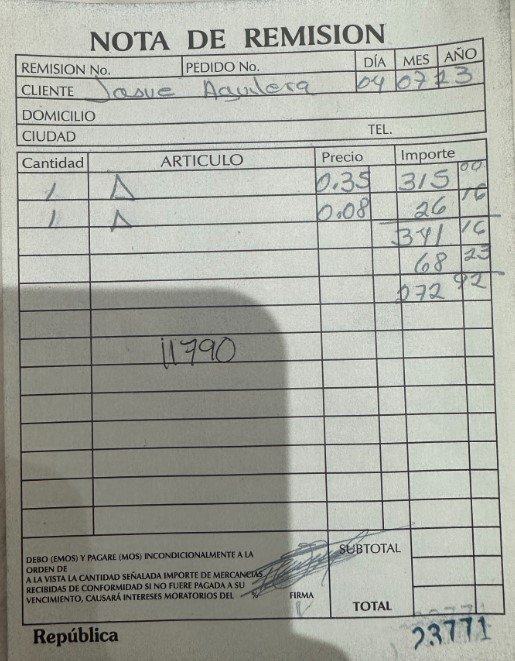 NOTA DE REMISION
REMISION No. PEDIDO No. DÍA MES AÑO
CLIENTE Josue Aguilera 04 07 23
DOMICILIO
CIUDAD TEL.
Cantidad ARTICULO Precio Importe
1 Δ 0.35 315 00
1 Δ 0.08 26 16
341 16
68 23
272 92
11790
DEBO (EMOS) Y PAGARE (MOS) INCONDICIONALMENTE A LA
ORDEN DE
A LA VISTA LA CANTIDAD SEÑALADA IMPORTE DE MERCANCIAS
RECIBIDAS DE CONFORMIDAD SI NO FUERE PAGADA A SU
VENCIMIENTO, CAUSARÁ INTERESES MORATORIOS DEL % FIRMA
SUBTOTAL
TOTAL
República 23771